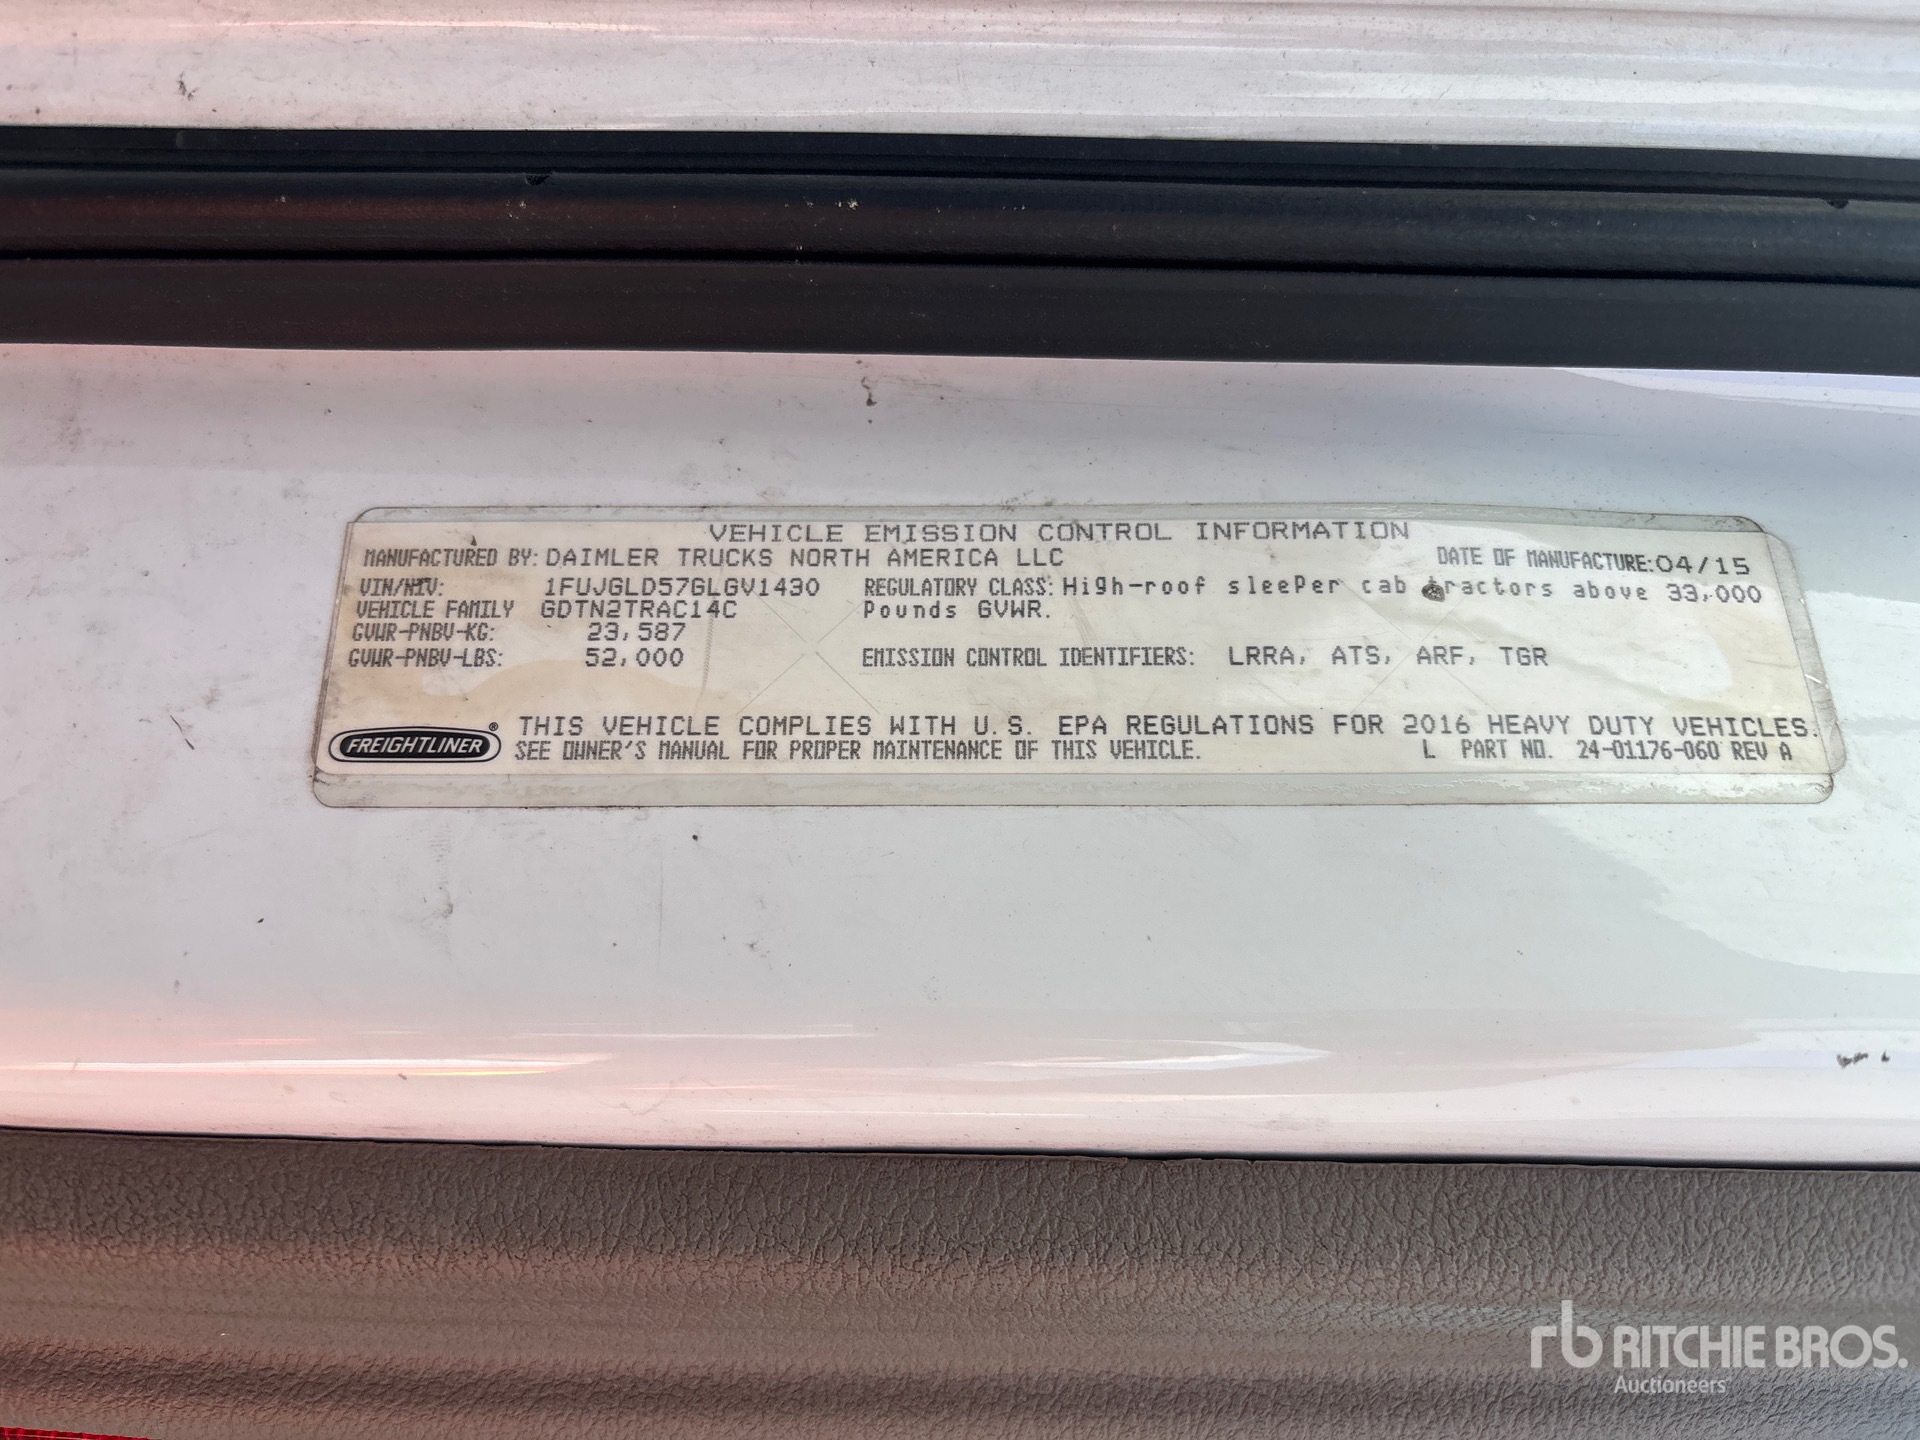 VEHICLE EMISSION CONTROL INFORMATION
MANUFACTURED BY: DAIMLER TRUCKS NORTH AMERICA LLC DATE OF MANUFACTURE: 04/15
VIN/NIV: 1FUJGLD57GLGV1430 REGULATORY CLASS: High-roof sleeper cab tractors above 33,000
VEHICLE FAMILY GDTN2TRAC14C Pounds GVWR.
GVWR-PNBV-KG: 23,587
GVWR-PNBV-LBS: 52,000 EMISSION CONTROL IDENTIFIERS: LRRA, ATS, ARF, TGR
FREIGHTLINER® THIS VEHICLE COMPLIES WITH U.S. EPA REGULATIONS FOR 2016 HEAVY DUTY VEHICLES.
SEE OWNER'S MANUAL FOR PROPER MAINTENANCE OF THIS VEHICLE. L PART NO. 24-01176-060 REV A
rb RITCHIE BROS.
Auctioneers